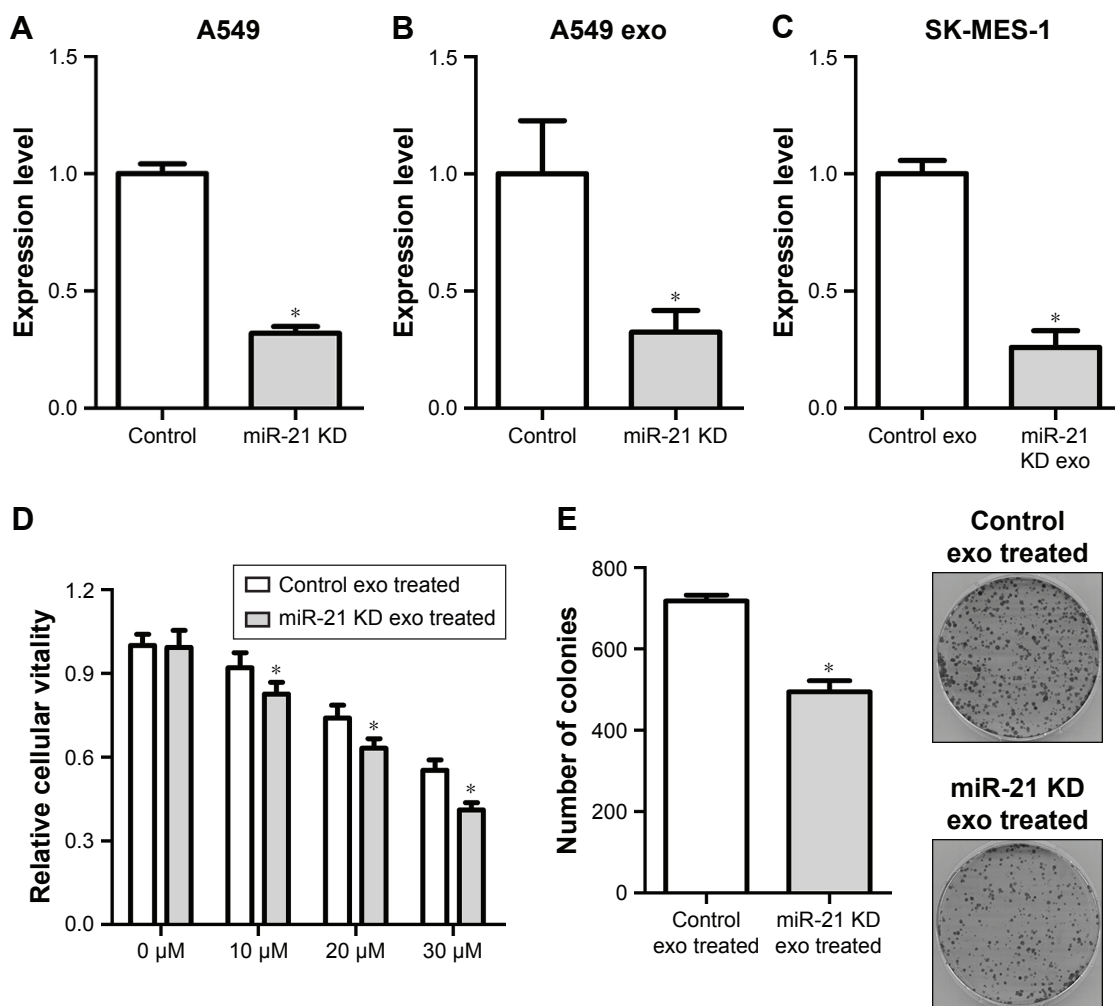 A
A549
Expression level
1.5
1.0
0.5
0.0
*
Control
miR-21 KD
B
A549 exo
Expression level
1.5
1.0
0.5
0.0
*
Control
miR-21 KD
C
SK-MES-1
Expression level
1.5
1.0
0.5
0.0
*
Control exo
miR-21
KD exo
D
Control exo treated
miR-21 KD exo treated
Relative cellular vitality
1.2
0.9
0.6
0.3
0.0
*
*
*
0 µM
10 µM
20 µM
30 µM
E
Number of colonies
800
600
400
200
0
*
Control
exo treated
miR-21 KD
exo treated
Control
exo treated
miR-21 KD
exo treated